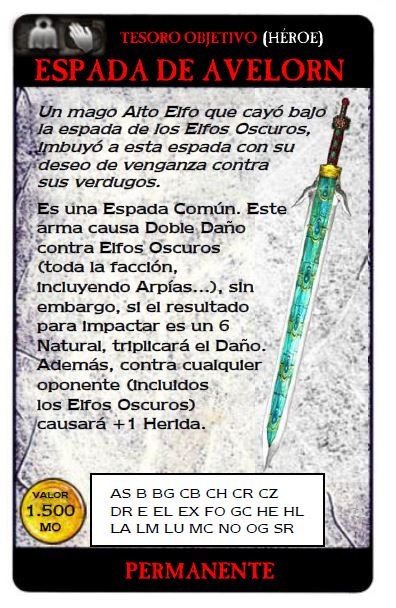 TESORO OBJETIVO (HÉROE)
ESPADA DE AVELORN
Un mago Alto Elfo que cayó bajo
la espada de los Elfos Oscuros,
imbuyó a esta espada con su
deseo de venganza contra
sus verdugos.
Es una Espada Común. Este
arma causa Doble Daño
contra Elfos Oscuros
(toda la facción,
incluyendo Arpías...), sin
embargo, si el resultado
para impactar es un 6
Natural, triplicará el Daño.
Además, contra cualquier
oponente (incluidos
los Elfos Oscuros)
causará +1 Herida.
VALOR
1.500
MO
AS B BG CB CH CR CZ
DR E EL EX FO GC HE HL
LA LM LU MC NO OG SR
PERMANENTE